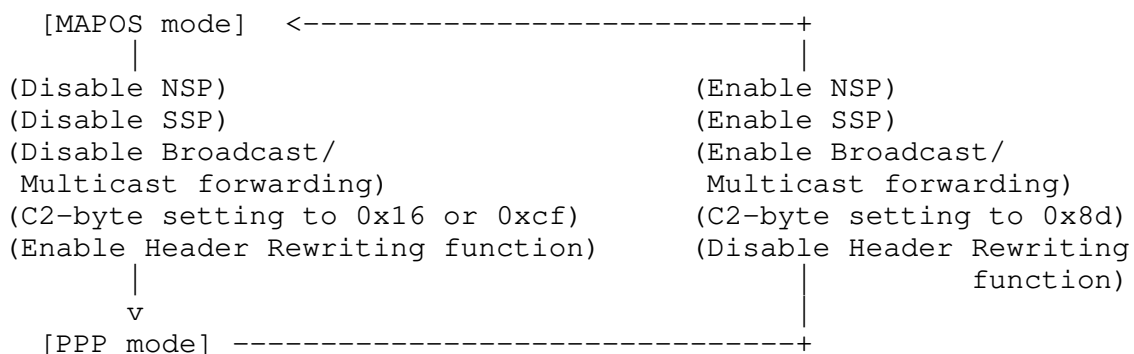 [MAPOS mode] <----------------------------+
| |
(Disable NSP) (Enable NSP)
(Disable SSP) (Enable SSP)
(Disable Broadcast/ (Enable Broadcast/
Multicast forwarding) Multicast forwarding)
(C2-byte setting to 0x16 or 0xcf) (C2-byte setting to 0x8d)
(Enable Header Rewriting function) (Disable Header Rewriting
| | function)
v |
[PPP mode] -------------------------------+